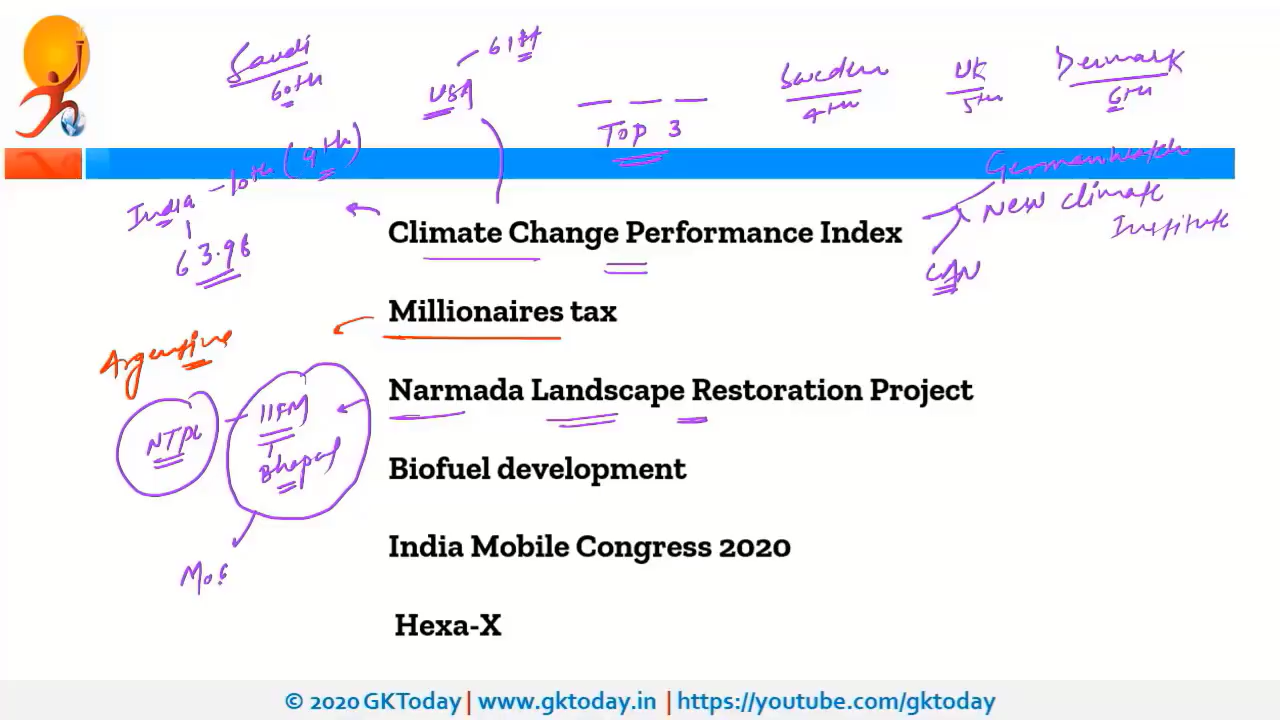 Saudi
60th
USA
61st
Top 3
Sweden
4th
UK
5th
Denmark
6th
India - 10th (9th)
63.98
Germanwatch
New Climate
Institute
CAN
Climate Change Performance Index
Millionaires tax
Argentina
Narmada Landscape Restoration Project
NTPC
IIFM
Bhopal
Biofuel development
India Mobile Congress 2020
Hexa-X
© 2020 GKToday | www.gktoday.in | https://youtube.com/gktoday